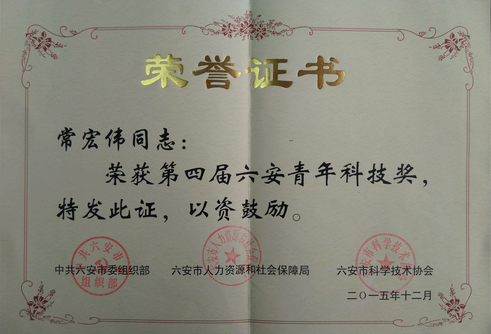 荣誉证书
常宏伟同志：
荣获第四届六安青年科技奖，
特发此证，以资鼓励。
中共六安市委组织部 六安市人力资源和社会保障局 六安市科学技术协会
二〇一五年十二月